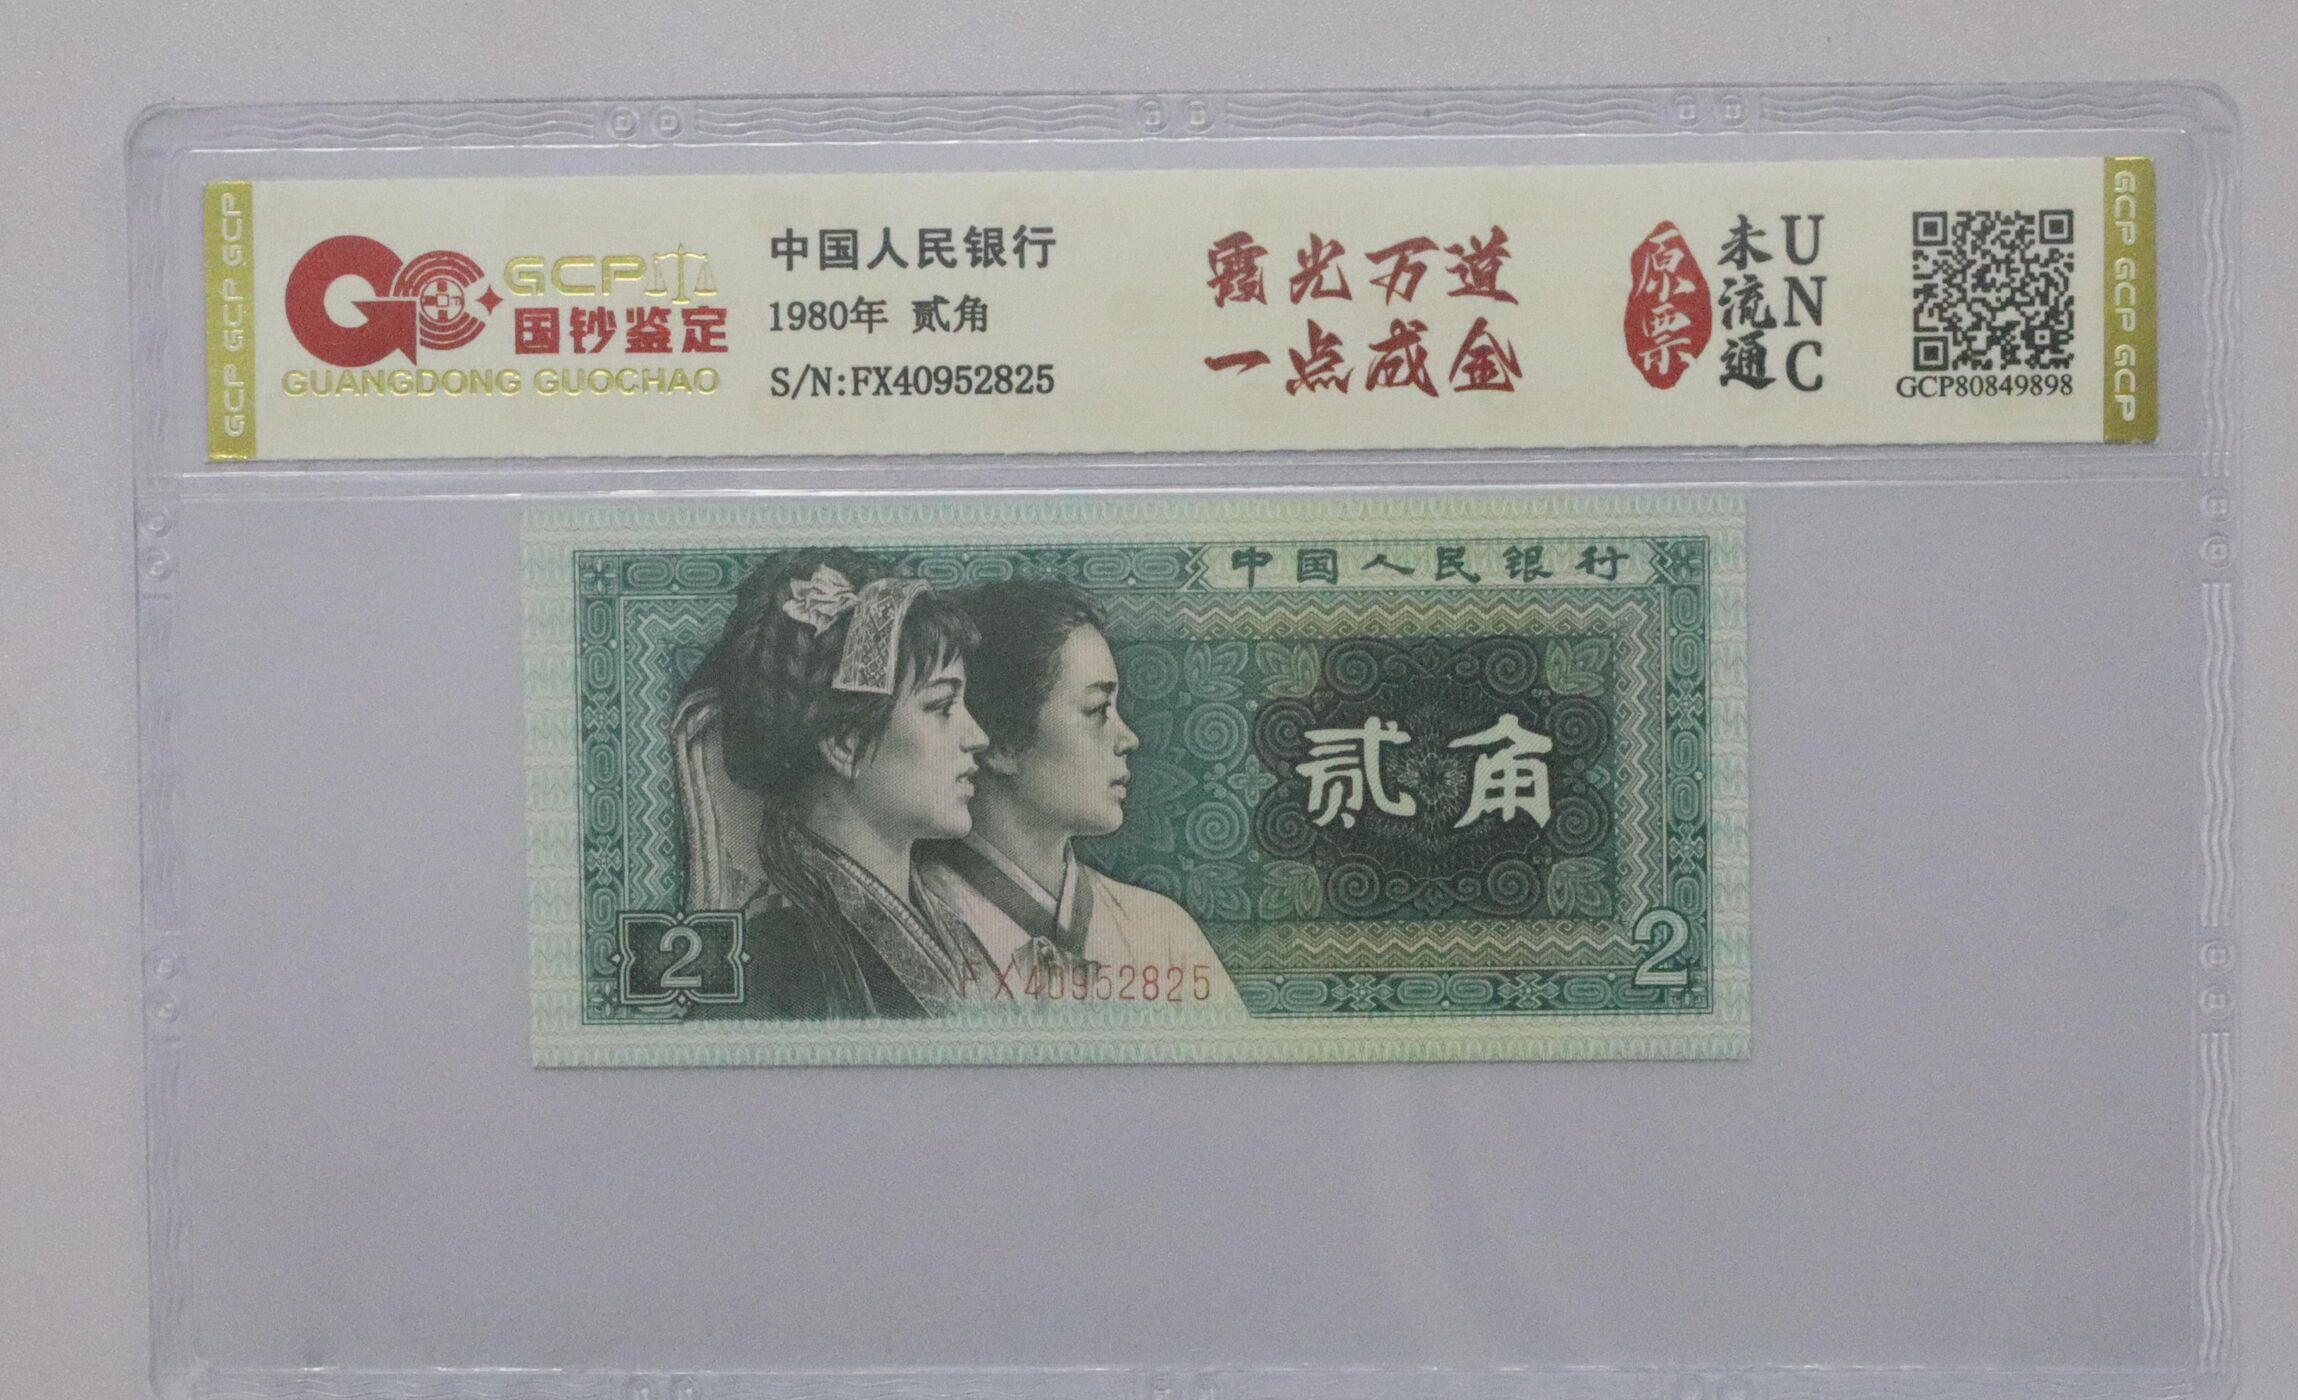 GCP GCP GCP
GCP
国钞鉴定
GUANGDONG GUOCHAO
中国人民银行
1980年 贰角
S/N:FX40952825
霞光万道
一点成金
原票
未流通
UNC
GCP80849898
GCP GCP GCP
中国人民银行
贰角
2
FX40952825
2